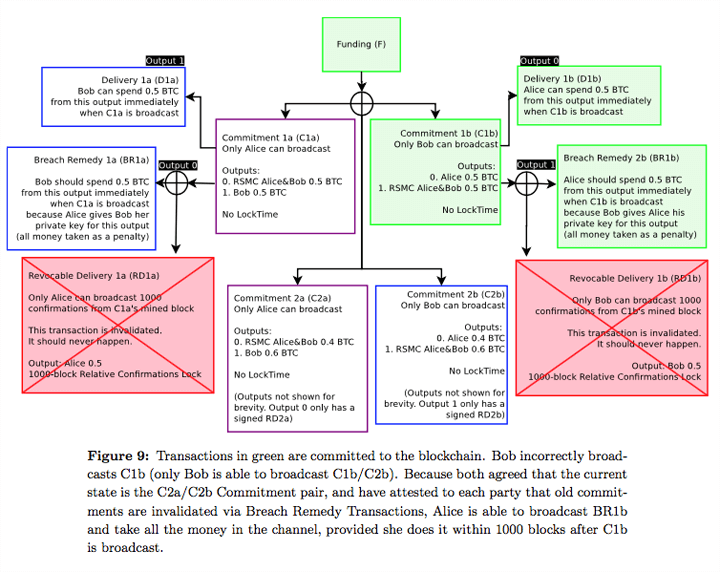 Funding (F)
Output 1
Delivery 1a (D1a)
Bob can spend 0.5 BTC
from this output immediately
when C1a is broadcast
Output 0
Delivery 1b (D1b)
Alice can spend 0.5 BTC
from this output immediately
when C1b is broadcast
Commitment 1a (C1a)
Only Alice can broadcast
Outputs:
0. RSMC Alice&Bob 0.5 BTC
1. Bob 0.5 BTC
No LockTime
Commitment 1b (C1b)
Only Bob can broadcast
Outputs:
0. Alice 0.5 BTC
1. RSMC Alice&Bob 0.5 BTC
No LockTime
Breach Remedy 1a (BR1a)
Bob should spend 0.5 BTC
from this output immediately
when C1a is broadcast
because Alice gives Bob her
private key for this output
(all money taken as a penalty)
Output 0
Output 1
Breach Remedy 2b (BR1b)
Alice should spend 0.5 BTC
from this output immediately
when C1b is broadcast
because Bob gives Alice his
private key for this output
(all money taken as a penalty)
Revocable Delivery 1a (RD1a)
Only Alice can broadcast 1000
confirmations from C1a's mined block
This transaction is invalidated.
It should never happen.
Output: Alice 0.5
1000-block Relative Confirmations Lock
Commitment 2a (C2a)
Only Alice can broadcast
Outputs:
0. RSMC Alice&Bob 0.4 BTC
1. Bob 0.6 BTC
No LockTime
(Outputs not shown for
brevity. Output 0 only has a
signed RD2a)
Commitment 2b (C2b)
Only Bob can broadcast
Outputs:
0. Alice 0.4 BTC
1. RSMC Alice&Bob 0.6 BTC
No LockTime
(Outputs not shown for
brevity. Output 1 only has a
signed RD2b)
Revocable Delivery 1b (RD1b)
Only Bob can broadcast 1000
confirmations from C1b's mined block
This transaction is invalidated.
It should never happen.
Output: Bob 0.5
1000-block Relative Confirmations Lock
Figure 9: Transactions in green are committed to the blockchain. Bob incorrectly broad-
casts C1b (only Bob is able to broadcast C1b/C2b). Because both agreed that the current
state is the C2a/C2b Commitment pair, and have attested to each party that old commit-
ments are invalidated via Breach Remedy Transactions, Alice is able to broadcast BR1b
and take all the money in the channel, provided she does it within 1000 blocks after C1b
is broadcast.